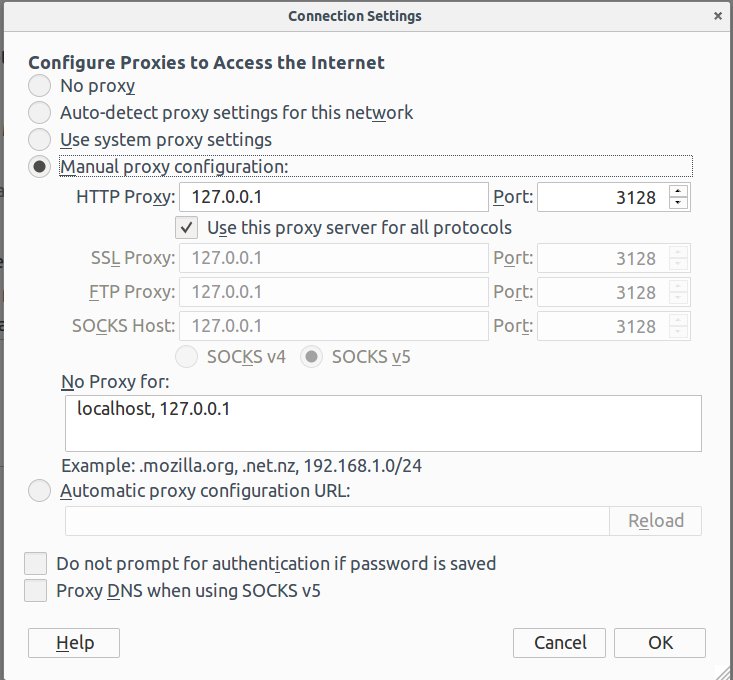 Connection Settings ×
Configure Proxies to Access the Internet
No proxy
Auto-detect proxy settings for this network
Use system proxy settings
Manual proxy configuration:
HTTP Proxy: 127.0.0.1 Port: 3128
Use this proxy server for all protocols
SSL Proxy: 127.0.0.1 Port: 3128
FTP Proxy: 127.0.0.1 Port: 3128
SOCKS Host: 127.0.0.1 Port: 3128
SOCKS v4 SOCKS v5
No Proxy for:
localhost, 127.0.0.1
Example: .mozilla.org, .net.nz, 192.168.1.0/24
Automatic proxy configuration URL:
Reload
Do not prompt for authentication if password is saved
Proxy DNS when using SOCKS v5
Help Cancel OK